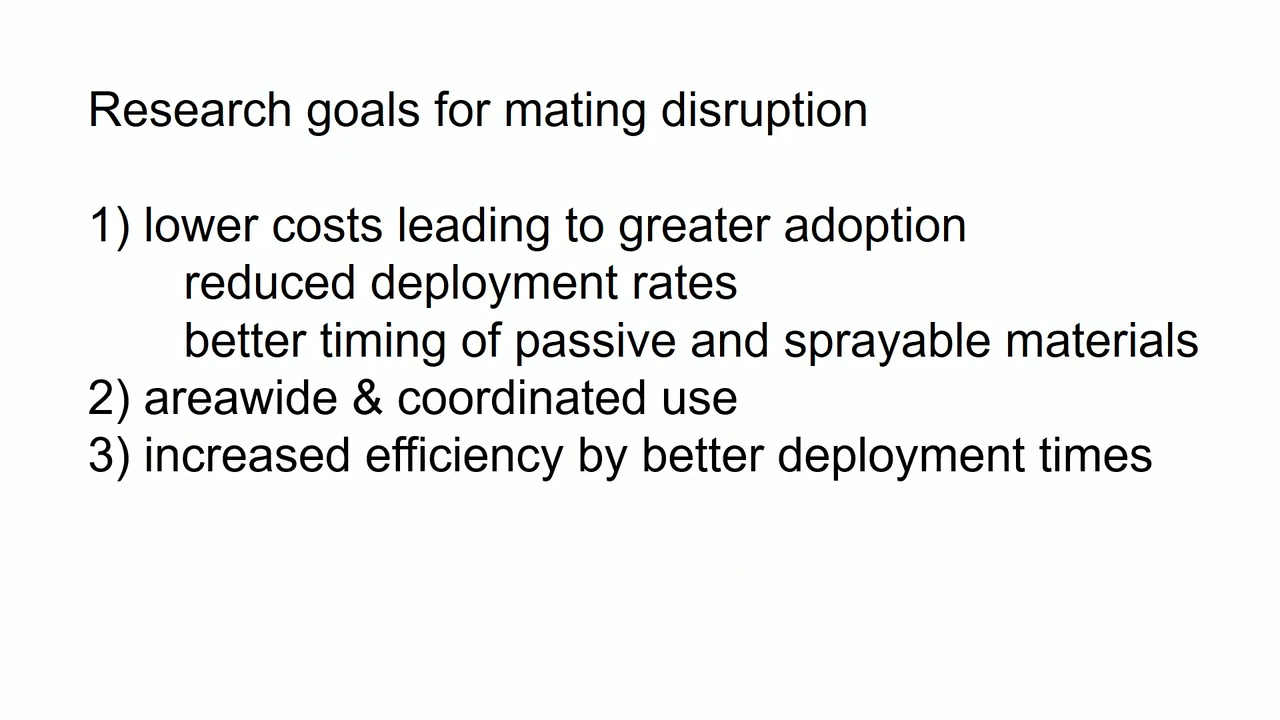 Research goals for mating disruption
1) lower costs leading to greater adoption
reduced deployment rates
better timing of passive and sprayable materials
2) areawide & coordinated use
3) increased efficiency by better deployment times